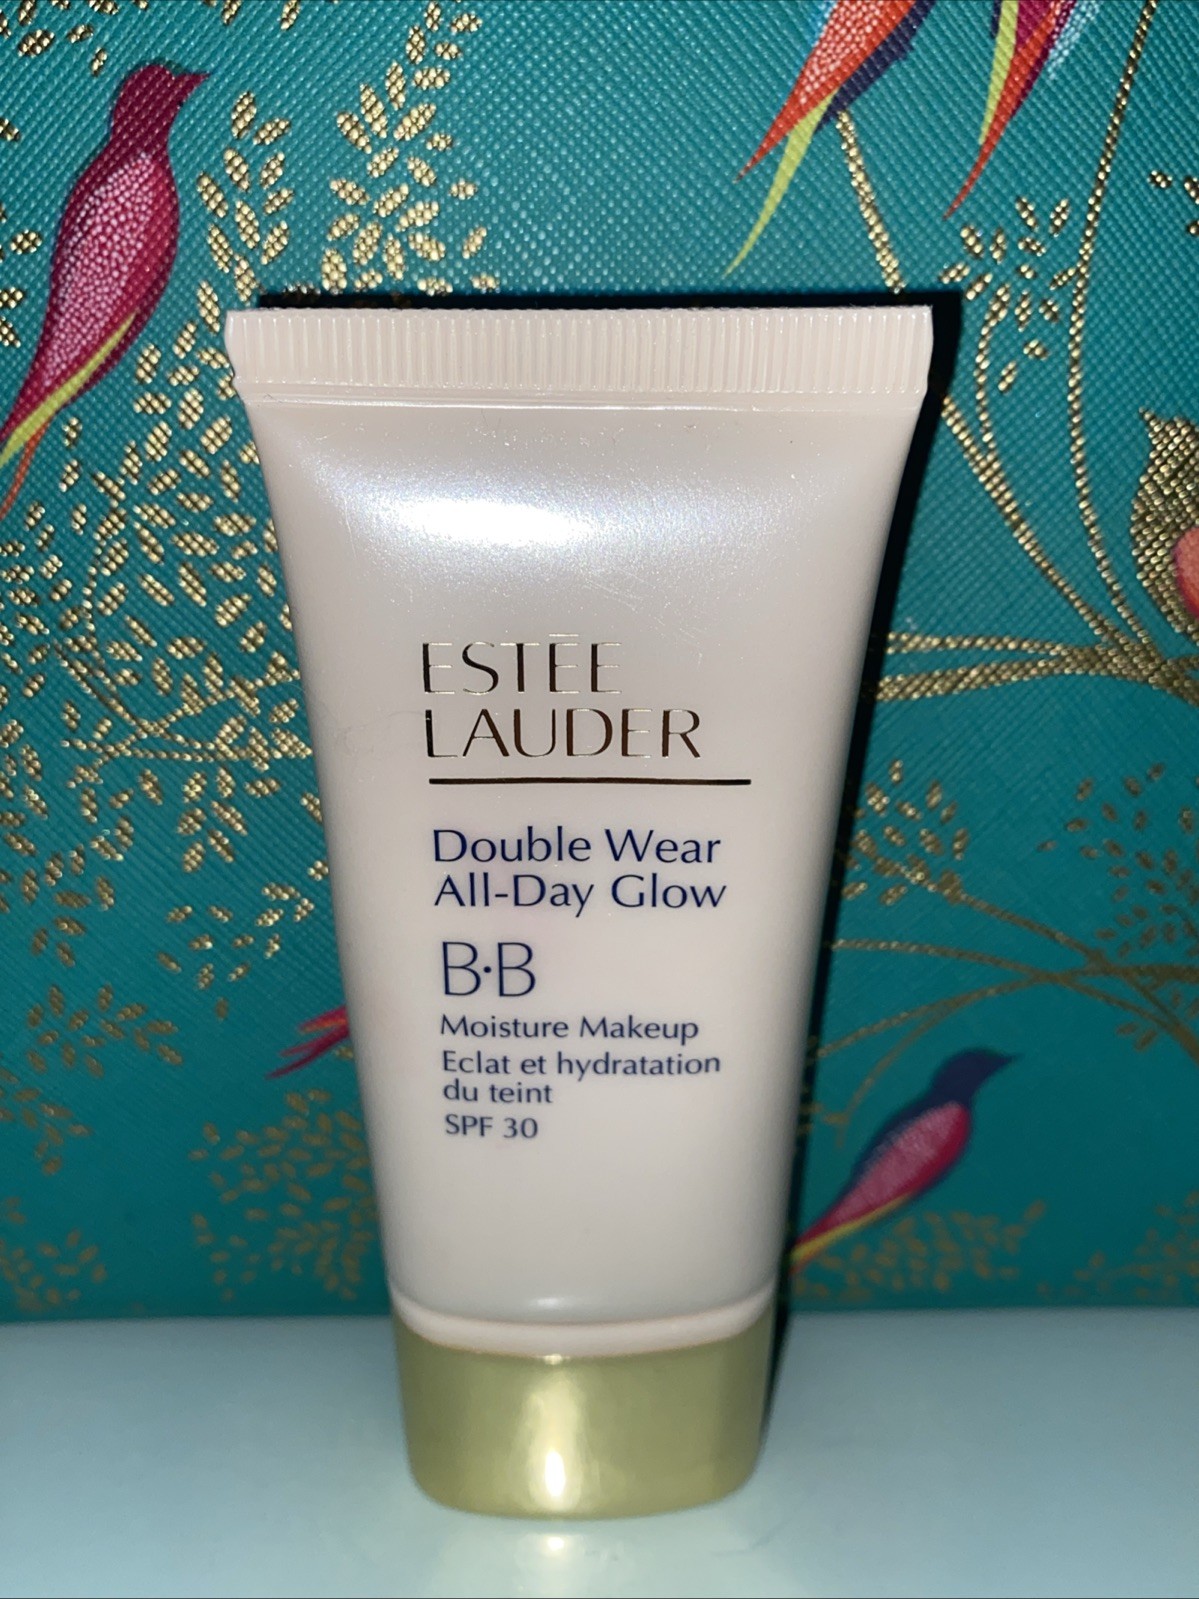 ESTĒE
LAUDER
Double Wear
All-Day Glow
B·B
Moisture Makeup
Eclat et hydratation
du teint
SPF 30